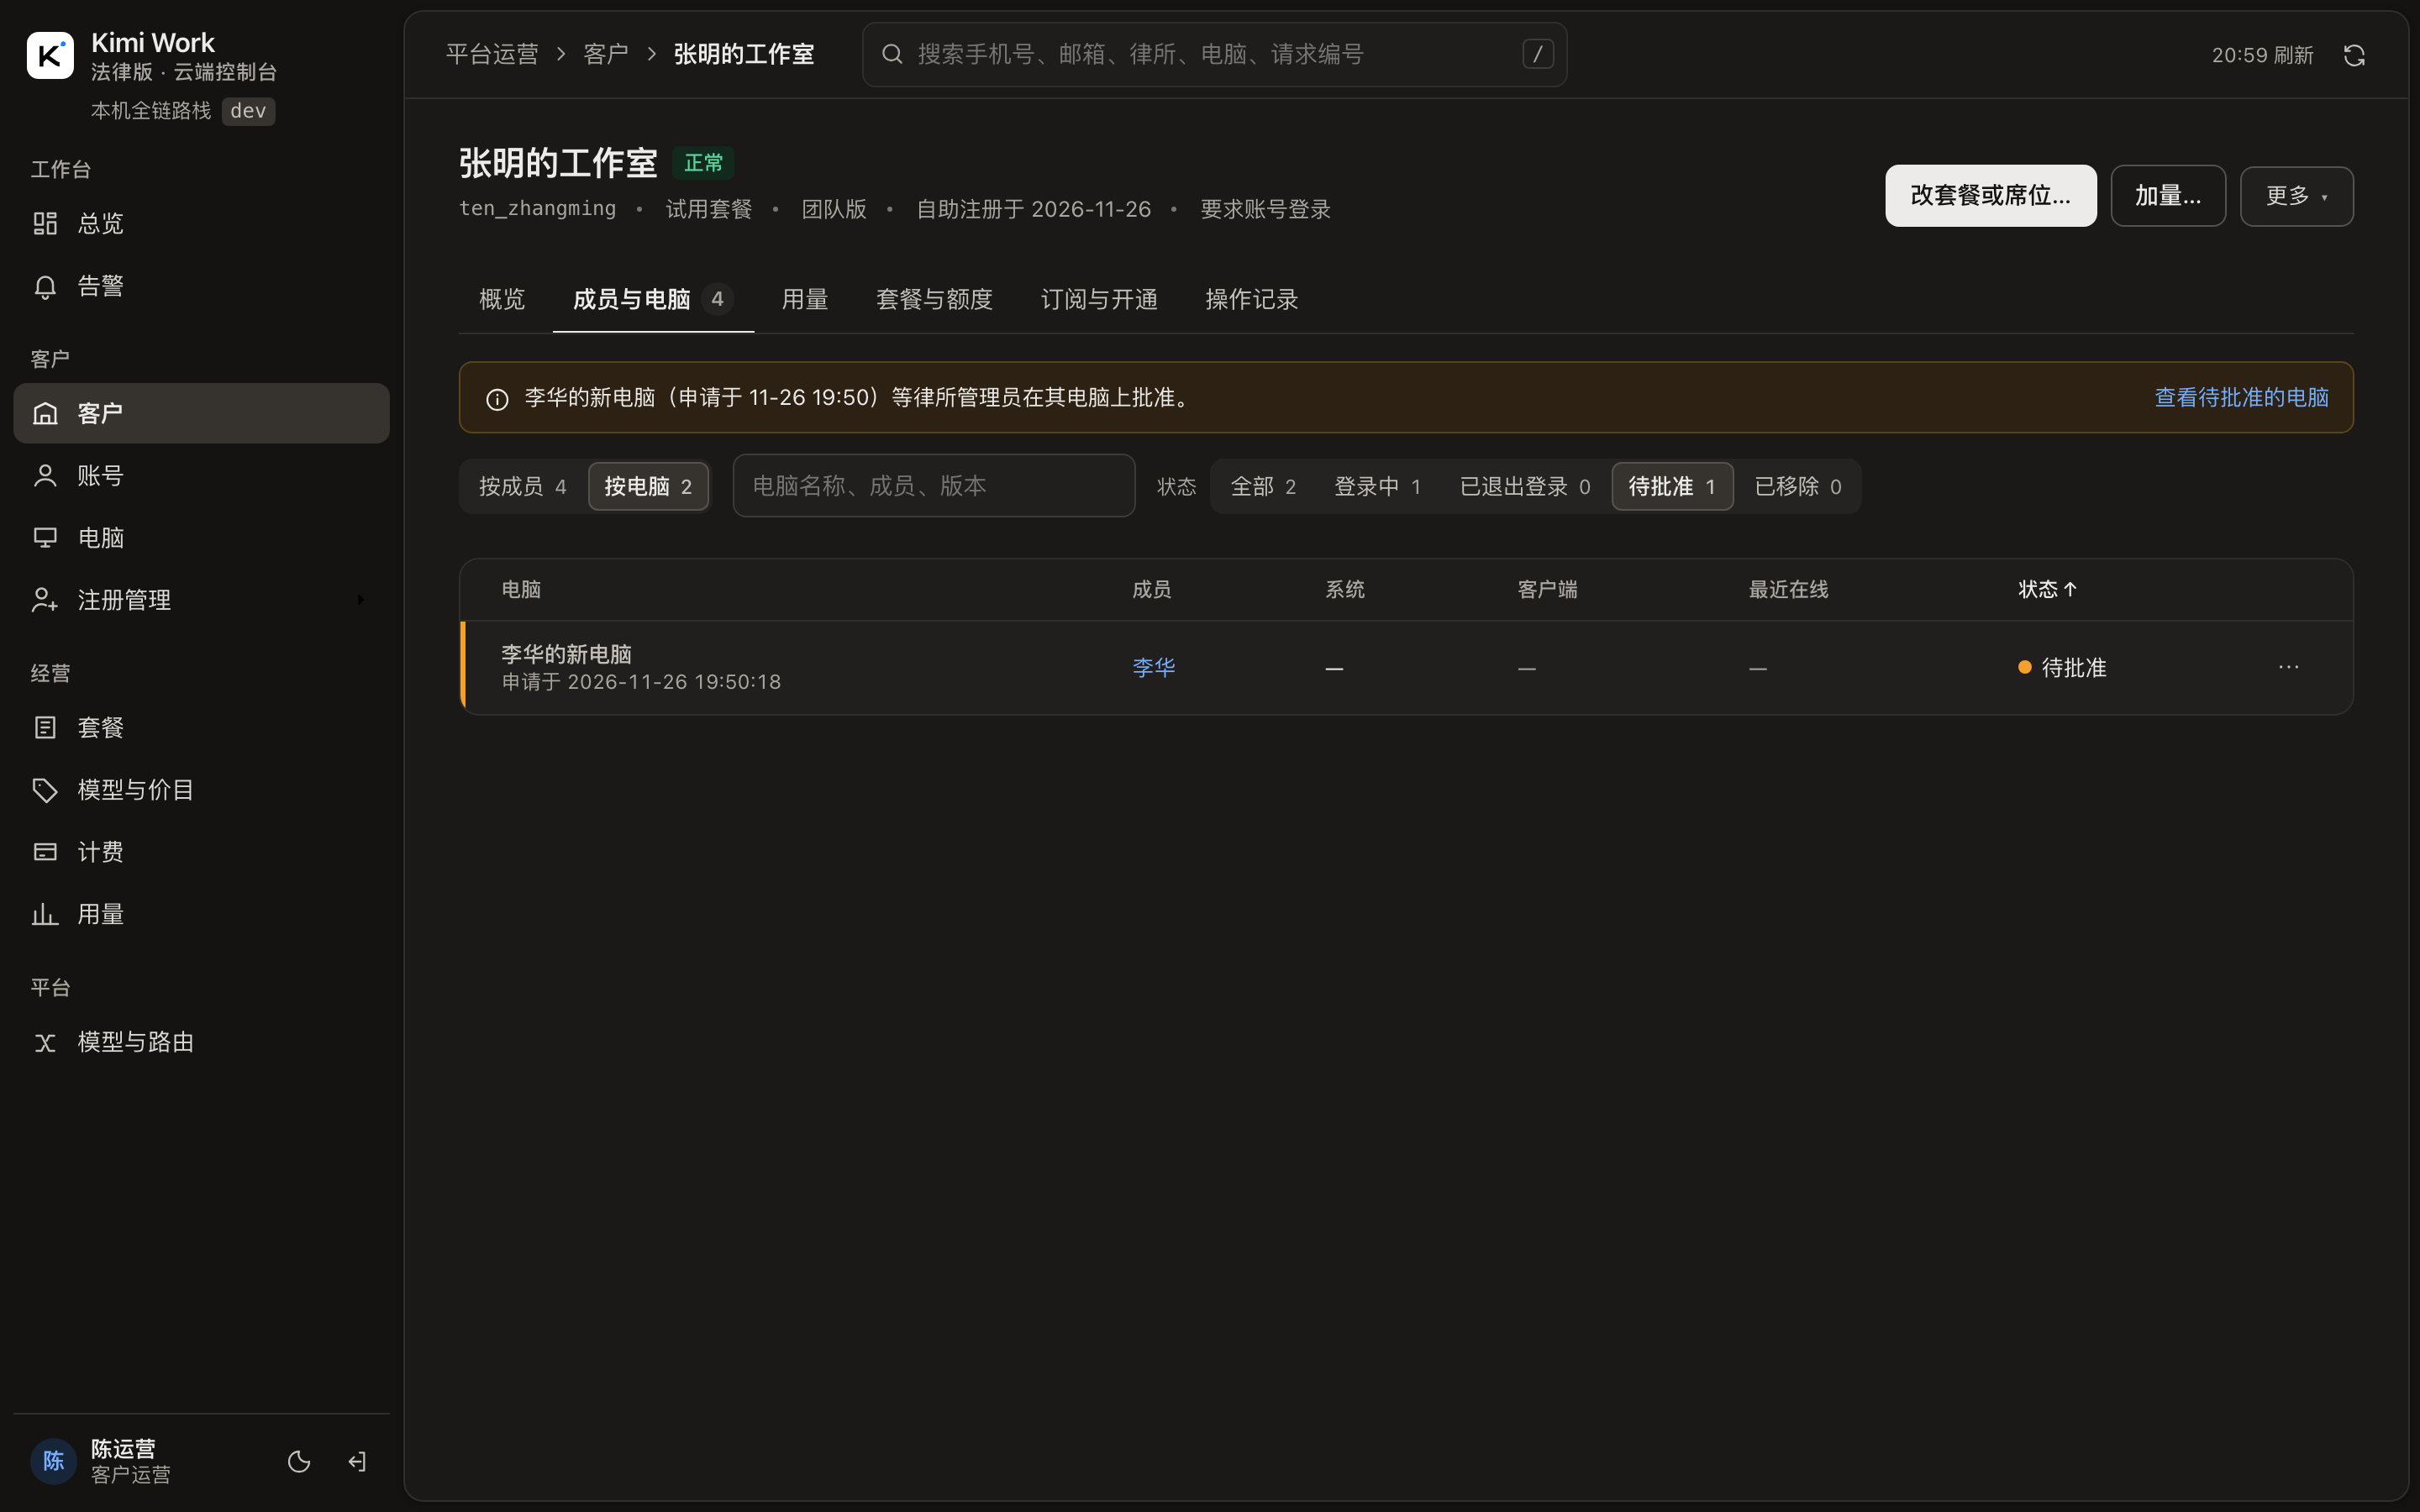 Kimi Work
法律版 · 云端控制台
本机全链路栈 dev
工作台
总览
告警
客户
客户
账号
电脑
注册管理
经营
套餐
模型与价目
计费
用量
平台
模型与路由
陈 陈运营
客户运营
平台运营 > 客户 > 张明的工作室
搜索手机号、邮箱、律所、电脑、请求编号 /
20:59 刷新
张明的工作室 正常
ten_zhangming • 试用套餐 • 团队版 • 自助注册于 2026-11-26 • 要求账号登录
改套餐或席位... 加量... 更多
概览 成员与电脑 4 用量 套餐与额度 订阅与开通 操作记录
李华的新电脑（申请于 11-26 19:50）等律所管理员在其电脑上批准。 查看待批准的电脑
按成员 4 按电脑 2 电脑名称、成员、版本 状态 全部 2 登录中 1 已退出登录 0 待批准 1 已移除 0
电脑 成员 系统 客户端 最近在线 状态 ↑
李华的新电脑
申请于 2026-11-26 19:50:18
李华 — — — 待批准 ···